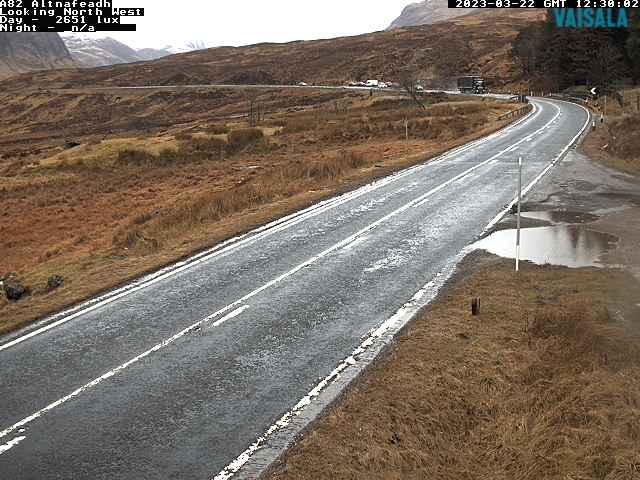 A82 Altnafeadh
Looking North West
Day - 2651 lux
Night - n/a
2023-03-22 GMT 12:30:02
VAISALA